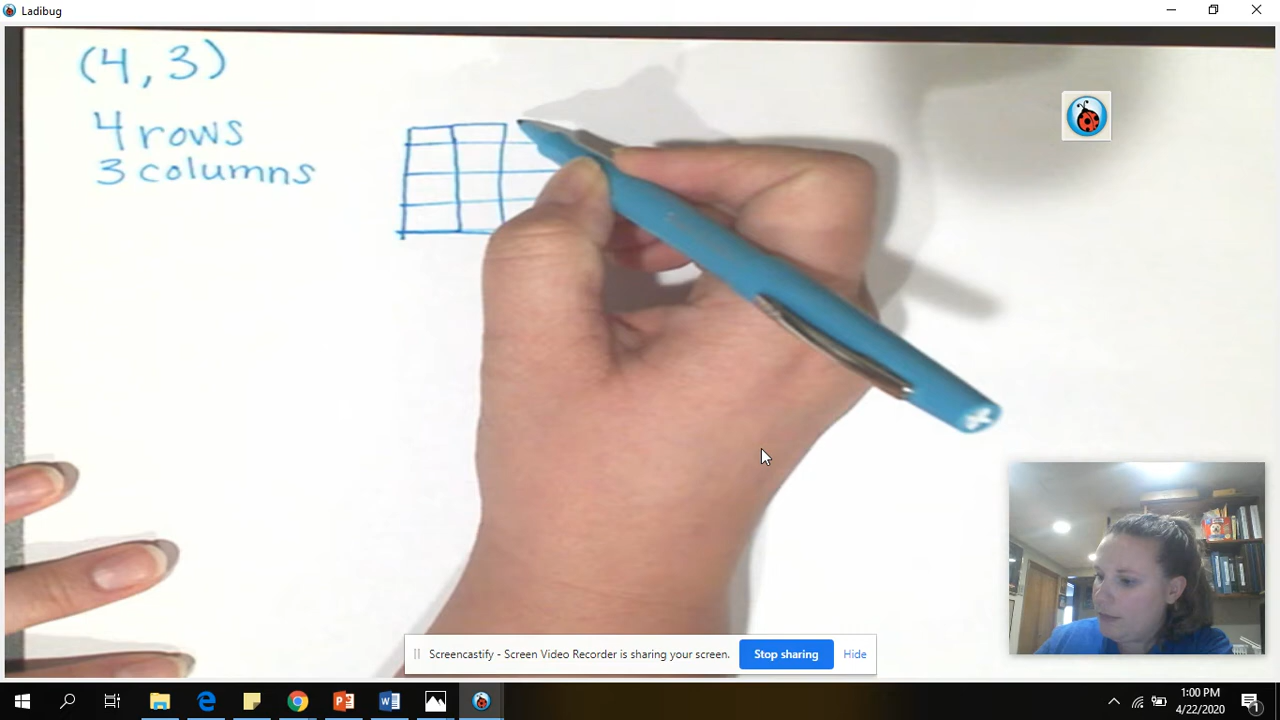 Ladibug
(4, 3)
4 rows
3 columns
Screencastify - Screen Video Recorder is sharing your screen.
Stop sharing
Hide
1:00 PM
4/22/2020